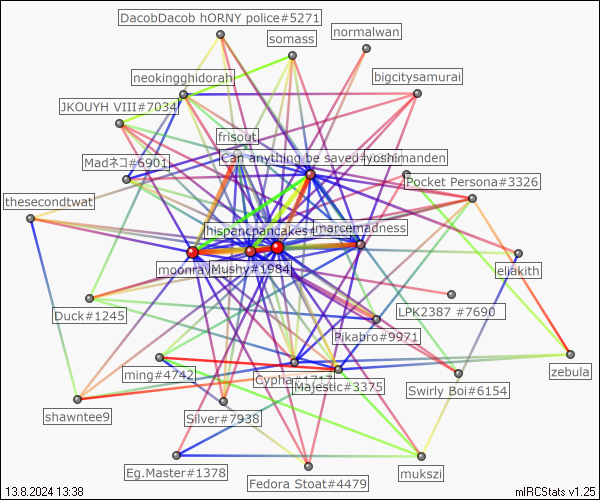 DacobDacob hORNY police#5271
normalwan
somass
neokingghidorah
bigcitysamurai
JKOUYH VIII#7034
frisout
Can anything be saved
Madネコ#6901
Pocket Persona#3326
thesecondtwat
hispencpancakes#
marcemadness
moonra
Mushy#1984
eliakith
Duck#1245
LPK2387 #7690
Pikabro#9971
zebula
ming#4742
Cypha#1717
Majestic#3375
Swirly Boi#6154
shawntee9
Silver#7938
Eg.Master#1378
mukszi
Fedora Stoat#4479
13.8.2024 13:38
mIRCStats v1.25